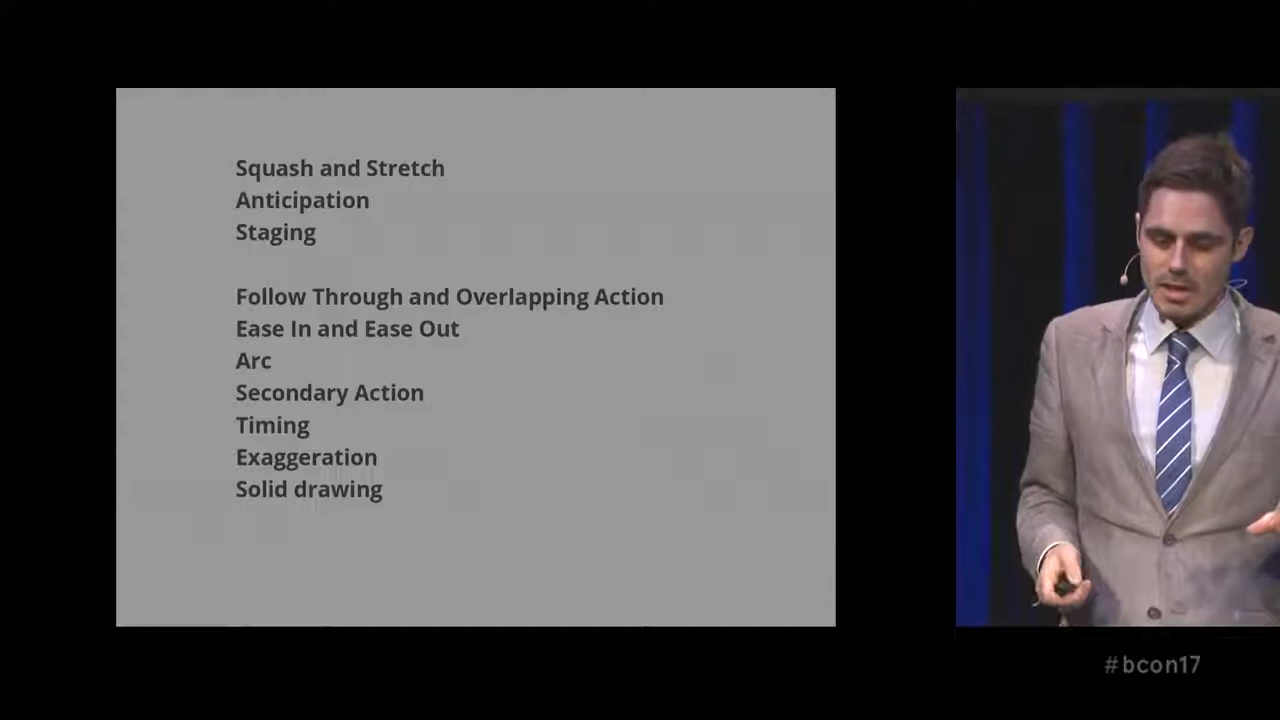 Squash and Stretch
Anticipation
Staging
Follow Through and Overlapping Action
Ease In and Ease Out
Arc
Secondary Action
Timing
Exaggeration
Solid drawing
#bcon17